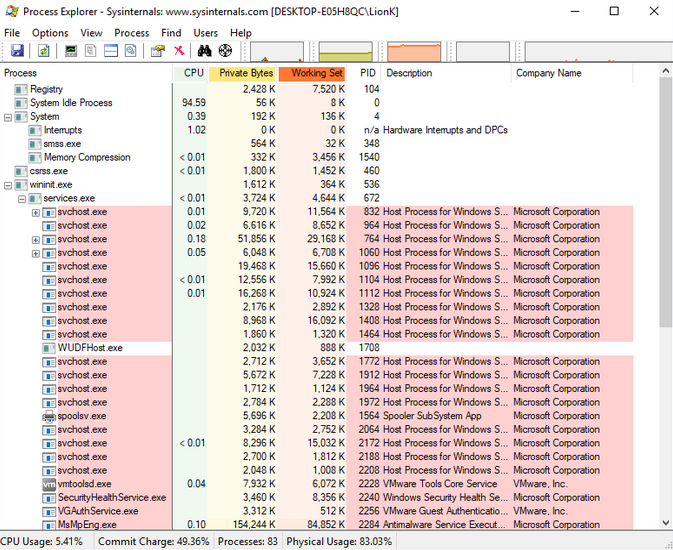 Process Explorer - Sysinternals: www.sysinternals.com [DESKTOP-E05H8QC\LionK]
File Options View Process Find Users Help
Process CPU Private Bytes Working Set PID Description Company Name
Registry 2,428 K 7,520 K 104
System Idle Process 94.59 56 K 8 K 0
System 0.39 192 K 136 K 4
Interrupts 1.02 0 K 0 K n/a Hardware Interrupts and DPCs
smss.exe 564 K 32 K 348
Memory Compression < 0.01 332 K 3,456 K 1540
csrss.exe < 0.01 1,800 K 1,452 K 460
wininit.exe 1,612 K 364 K 536
services.exe < 0.01 3,724 K 4,644 K 672
svchost.exe 0.01 9,720 K 11,564 K 832 Host Process for Windows S... Microsoft Corporation
svchost.exe 0.02 6,616 K 8,652 K 964 Host Process for Windows S... Microsoft Corporation
svchost.exe 0.18 51,856 K 29,168 K 764 Host Process for Windows S... Microsoft Corporation
svchost.exe 0.05 6,048 K 6,708 K 1060 Host Process for Windows S... Microsoft Corporation
svchost.exe 19,468 K 15,660 K 1096 Host Process for Windows S... Microsoft Corporation
svchost.exe < 0.01 12,556 K 7,992 K 1104 Host Process for Windows S... Microsoft Corporation
svchost.exe 0.01 16,268 K 10,924 K 1112 Host Process for Windows S... Microsoft Corporation
svchost.exe 2,176 K 2,892 K 1328 Host Process for Windows S... Microsoft Corporation
svchost.exe 8,968 K 16,092 K 1408 Host Process for Windows S... Microsoft Corporation
svchost.exe 1,860 K 1,320 K 1464 Host Process for Windows S... Microsoft Corporation
WUDFHost.exe 2,032 K 888 K 1708
svchost.exe 2,712 K 3,652 K 1772 Host Process for Windows S... Microsoft Corporation
svchost.exe 5,672 K 7,228 K 1912 Host Process for Windows S... Microsoft Corporation
svchost.exe 1,712 K 1,124 K 1964 Host Process for Windows S... Microsoft Corporation
svchost.exe 2,784 K 2,288 K 1972 Host Process for Windows S... Microsoft Corporation
spoolsv.exe 5,696 K 2,208 K 1564 Spooler SubSystem App Microsoft Corporation
svchost.exe 3,284 K 2,752 K 2064 Host Process for Windows S... Microsoft Corporation
svchost.exe < 0.01 8,296 K 15,032 K 2172 Host Process for Windows S... Microsoft Corporation
svchost.exe 2,700 K 1,812 K 2188 Host Process for Windows S... Microsoft Corporation
svchost.exe 2,048 K 1,008 K 2208 Host Process for Windows S... Microsoft Corporation
vm vmtoolsd.exe 0.04 7,932 K 6,072 K 2228 VMware Tools Core Service VMware, Inc.
SecurityHealthService.exe 3,460 K 8,356 K 2240 Windows Security Health Se... Microsoft Corporation
VGAuthService.exe 3,312 K 512 K 2256 VMware Guest Authenticatio... VMware, Inc.
MsMpEng.exe 0.10 154,244 K 84,852 K 2284 Antimalware Service Execut... Microsoft Corporation
CPU Usage: 5.41% Commit Charge: 49.36% Processes: 83 Physical Usage: 83.03%